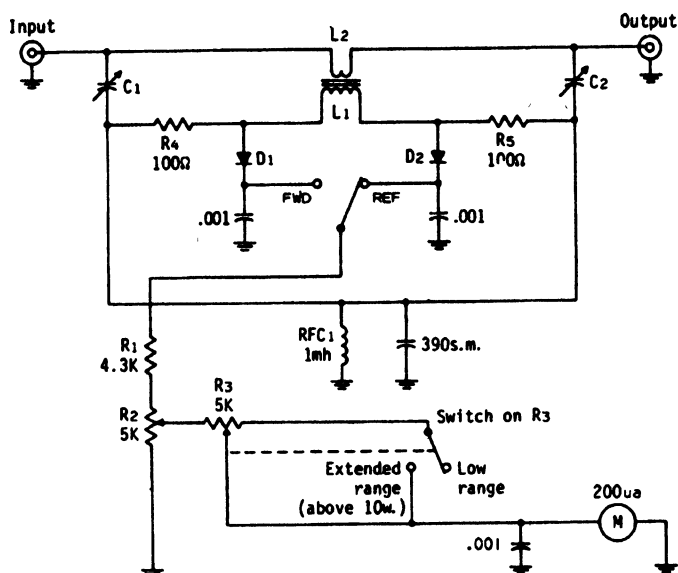 Input
Output
L2
C1
C2
L1
R4
100Ω
R5
100Ω
D1
D2
FWD
REF
.001
.001
R1
4.3K
RFC1
1mh
390s.m.
R2
5K
R3
5K
Switch on R3
Extended
range
(above 10w.)
Low
range
200ua
M
.001